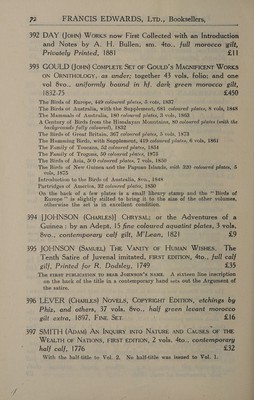 72 FRANCIS EDWARDS, LTD., Booksellers,
392 DAY (JOHN) WORKS now First Collected with an Introduction
and Notes by A. H. Bullen, sm. 4to., full morocco gilt,
Privately Printed, 1881 £11
393 GOULD (JOHN) COMPLETE SET OF GOULD'S MAGNIFICENT WORKS
ON ORNITHOLOGY, as under; together 43 vols. folio; and one
vol 8vo., uniformly bound in hf. dark green morocco gilt,
1832-75 £450
The Birds of Europe, 449 coloured plates, 5 vols, 1837
The Birds of Australia, with the Supplement, 681 coloured plates, 8 vols, 1848
The Mammals of Australia, 180 coloured plates, 3 vols, 1863
A Century of Birds from the Himalayan Mountains, 80 coloured plates (with the
backgrounds fully coloured), 1832
The Birds of Great Britain, 367 coloured plates, 5 vols, 1873
The Humming Birds, with Supplement, 418 coloured plates, 6 vols, 1861
The Family of Toucans, 52 coloured plates, 1854
The Family of Trogons, 50 coloured plates, 1875
The Birds of Asia, 500 coloured plates, 7 vols, 1850
The Birds of New Guinea and the Papuan Islands, with 320 coloured plates, 5
vols, 1875
Introduction to the Birds of Australia, 8vo., 1848
Partridges of America, 32 coloured plates, 1850
On the back of a few plates is a small library stamp and the "Birds of
Europe" is slightly stilted to bring it to the size of the other volumes,
otherwise the set is in excellent condition.
394 [JOHNSON (CHARLES)] CHRYSAL; or the Adventures of a
Guinea: by an Adept, 15 fine coloured aquatint plates, 3 vols,
8vo., contemporary calf gilt, M'Lean, 1821 £9
395 JOHNSON (SAMUEL) THE VANITY OF HUMAN WISHES. The
Tenth Satire of Juvenal imitated, FIRST EDITION, 4to., full calf
gilt, Printed for R. Dodsley, 1749 £35
THE FIRST PUBLICATION TO BEAR JOHNSON'S NAME. A sixteen line inscription
on the back of the title in a contemporary hand sets out the Argument of
the satire.
396 LEVER (CHARLES) NOVELS, COPYRIGHT EDITION, etchings by
Phiz, and others, 37 vols, 8vo., half green levant morocco
gilt extra, 1897. FINE SET. £16
397 SMITH (ADAM) AN INQUIRY INTO NATURE AND CAUSES OF THE
WEALTH OF NATIONS, FIRST EDITION, 2 vols. 4to., contemporary
half calf, 1776 £32
With the half-title to Vol. 2. No half-title was issued to Vol. 1.